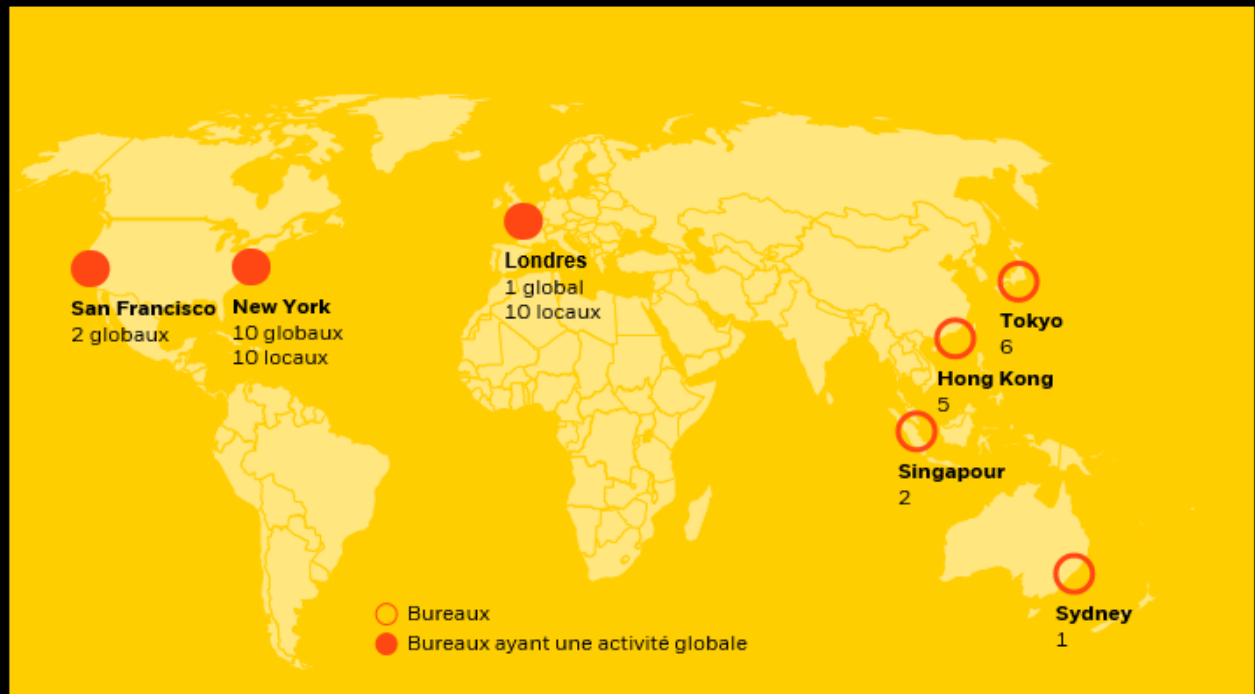 San Francisco
2 globaux
New York
10 globaux
10 locaux
Londres
1 global
10 locaux
Tokyo
6
Hong Kong
5
Singapour
2
Sydney
1
Bureaux
Bureaux ayant une activité globale